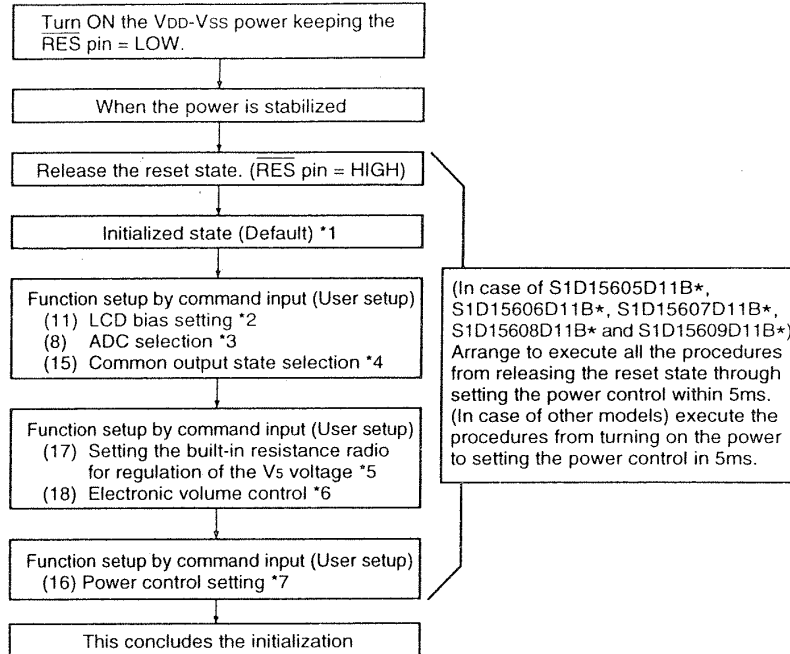 Turn ON the VDD-VSS power keeping the
RES pin = LOW.
When the power is stabilized
Release the reset state. (RES pin = HIGH)
Initialized state (Default) *1
Function setup by command input (User setup)
(11) LCD bias setting *2
(8) ADC selection *3
(15) Common output state selection *4
Function setup by command input (User setup)
(17) Setting the built-in resistance radio
for regulation of the V5 voltage *5
(18) Electronic volume control *6
Function setup by command input (User setup)
(16) Power control setting *7
This concludes the initialization
(In case of S1D15605D11B*,
S1D15606D11B*, S1D15607D11B*,
S1D15608D11B* and S1D15609D11B*)
Arrange to execute all the procedures
from releasing the reset state through
setting the power control within 5ms.
(In case of other models) execute the
procedures from turning on the power
to setting the power control in 5ms.